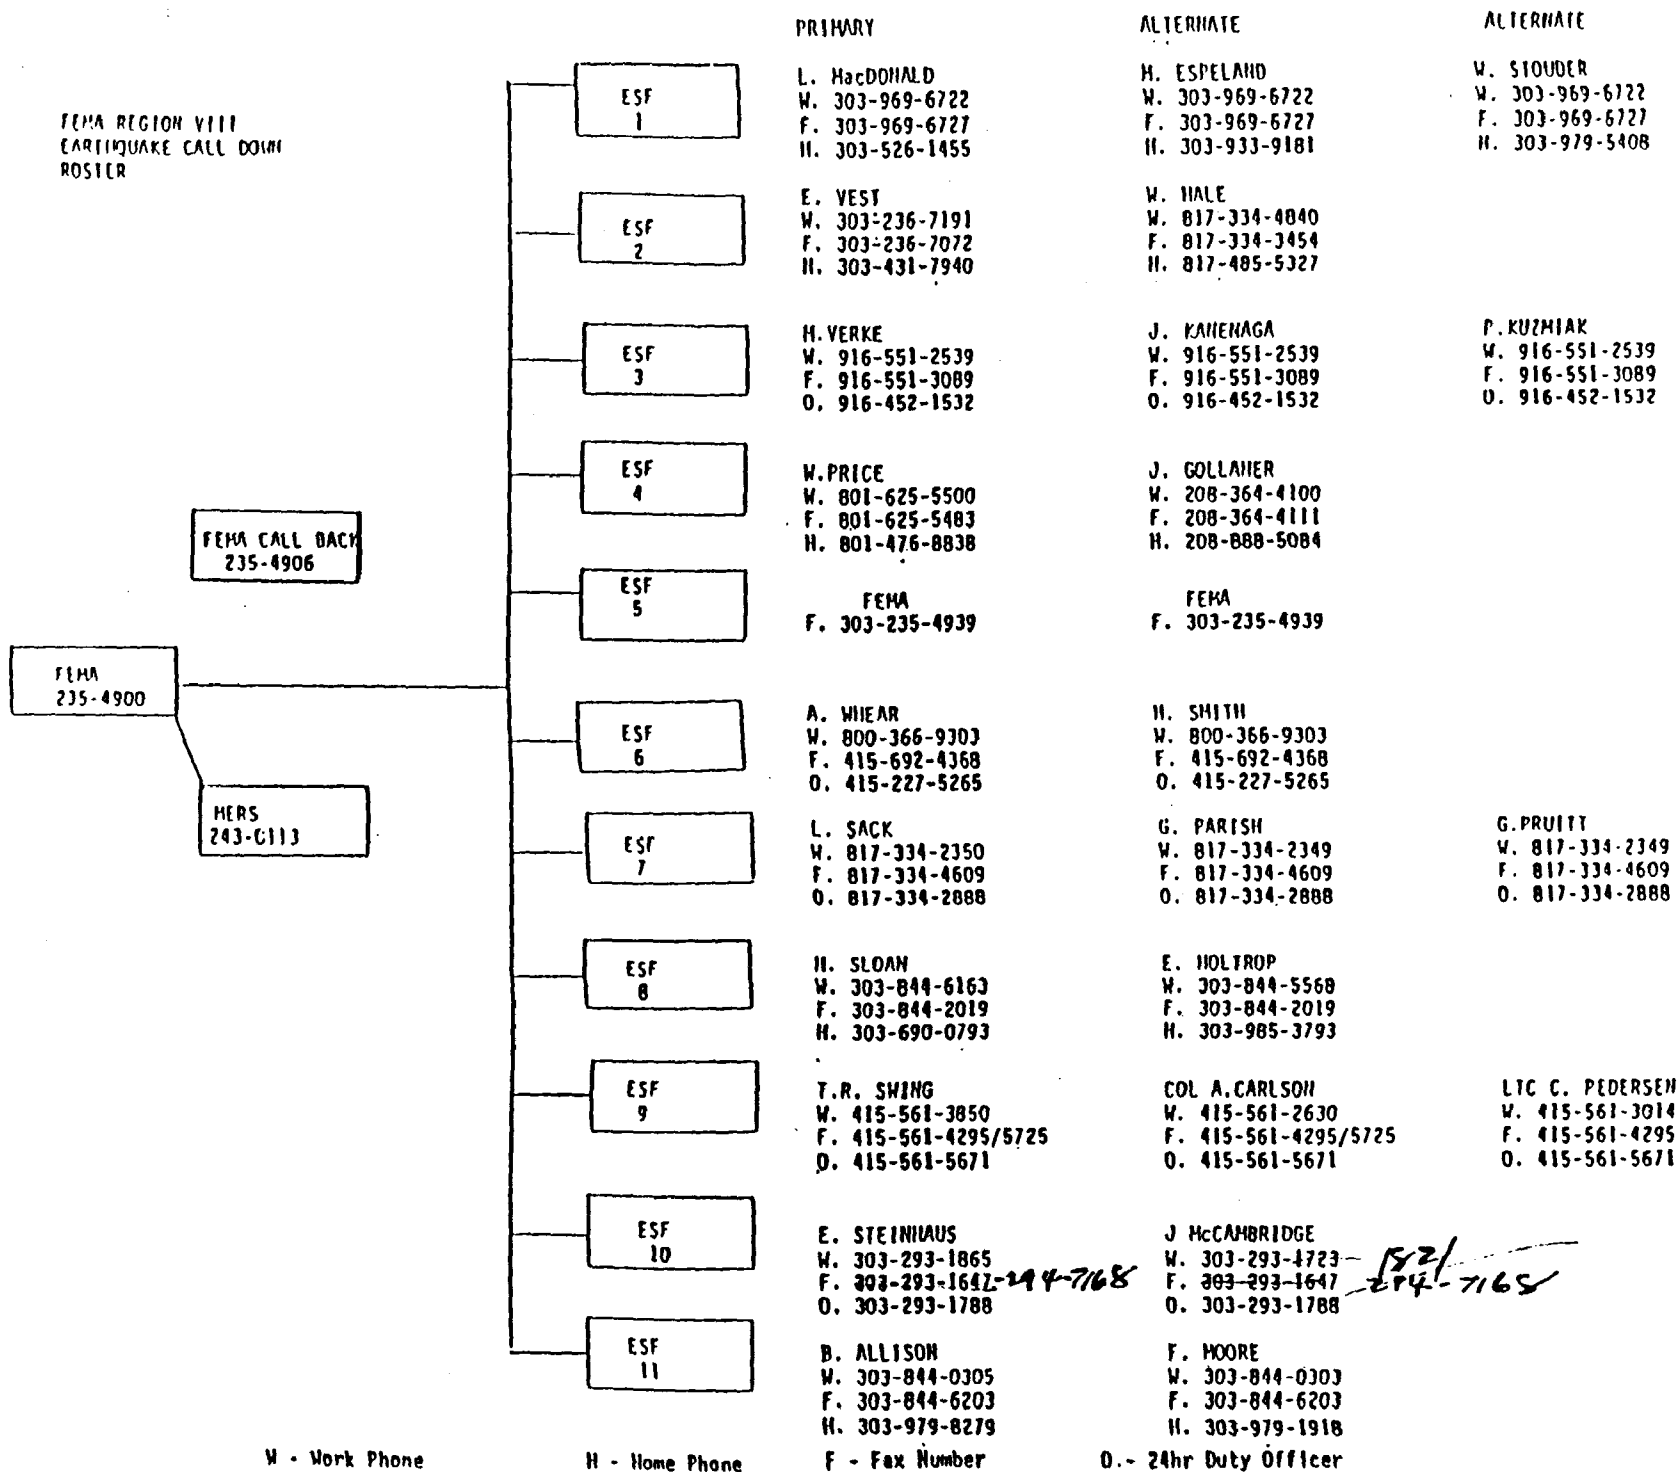 PRIMARY ALTERNATE ALTERNATE
FEMA REGION VIII
EARTHQUAKE CALL DOWN
ROSTER
FEMA CALL BACK
235-4906
FEMA
235-4900
MERS
243-0113
ESF
1
L. MacDONALD
W. 303-969-6722
F. 303-969-6727
H. 303-526-1455
H. ESPELAND
W. 303-969-6722
F. 303-969-6727
H. 303-933-9181
W. STOUDER
W. 303-969-6722
F. 303-969-6727
H. 303-979-5408
ESF
2
E. VEST
W. 303-236-7191
F. 303-236-7072
H. 303-431-7940
W. HALE
W. 817-334-4840
F. 817-334-3454
H. 817-485-5327
ESF
3
H. VERKE
W. 916-551-2539
F. 916-551-3089
O. 916-452-1532
J. KANENAGA
W. 916-551-2539
F. 916-551-3089
O. 916-452-1532
P. KUZMIAK
W. 916-551-2539
F. 916-551-3089
O. 916-452-1532
ESF
4
W. PRICE
W. 801-625-5500
F. 801-625-5483
H. 801-476-8838
J. GOLLAHER
W. 208-364-4100
F. 208-364-4111
H. 208-888-5084
ESF
5
FEMA
F. 303-235-4939
FEMA
F. 303-235-4939
ESF
6
A. WHEAR
W. 800-366-9303
F. 415-692-4368
O. 415-227-5265
H. SMITH
W. 800-366-9303
F. 415-692-4368
O. 415-227-5265
ESF
7
L. SACK
W. 817-334-2350
F. 817-334-4609
O. 817-334-2888
G. PARISH
W. 817-334-2349
F. 817-334-4609
O. 817-334-2888
G. PRUITT
W. 817-334-2349
F. 817-334-4609
O. 817-334-2888
ESF
8
H. SLOAN
W. 303-844-6163
F. 303-844-2019
H. 303-690-0793
E. HOLTROP
W. 303-844-5568
F. 303-844-2019
H. 303-985-3793
ESF
9
T.R. SWING
W. 415-561-3850
F. 415-561-4295/5725
O. 415-561-5671
COL A. CARLSON
W. 415-561-2630
F. 415-561-4295/5725
O. 415-561-5671
LTC C. PEDERSEN
W. 415-561-3014
F. 415-561-4295
O. 415-561-5671
ESF
10
E. STEINHAUS
W. 303-293-1865
F. 303-293-1647 - 294-7168
O. 303-293-1788
J McCAMBRIDGE
W. 303-293-1723 - 1821
F. 303-293-1647 - 294-7168
O. 303-293-1788
ESF
11
B. ALLISON
W. 303-844-0305
F. 303-844-6203
H. 303-979-8279
F. MOORE
W. 303-844-0303
F. 303-844-6203
H. 303-979-1918
W - Work Phone H - Home Phone F - Fax Number O.- 24hr Duty Officer